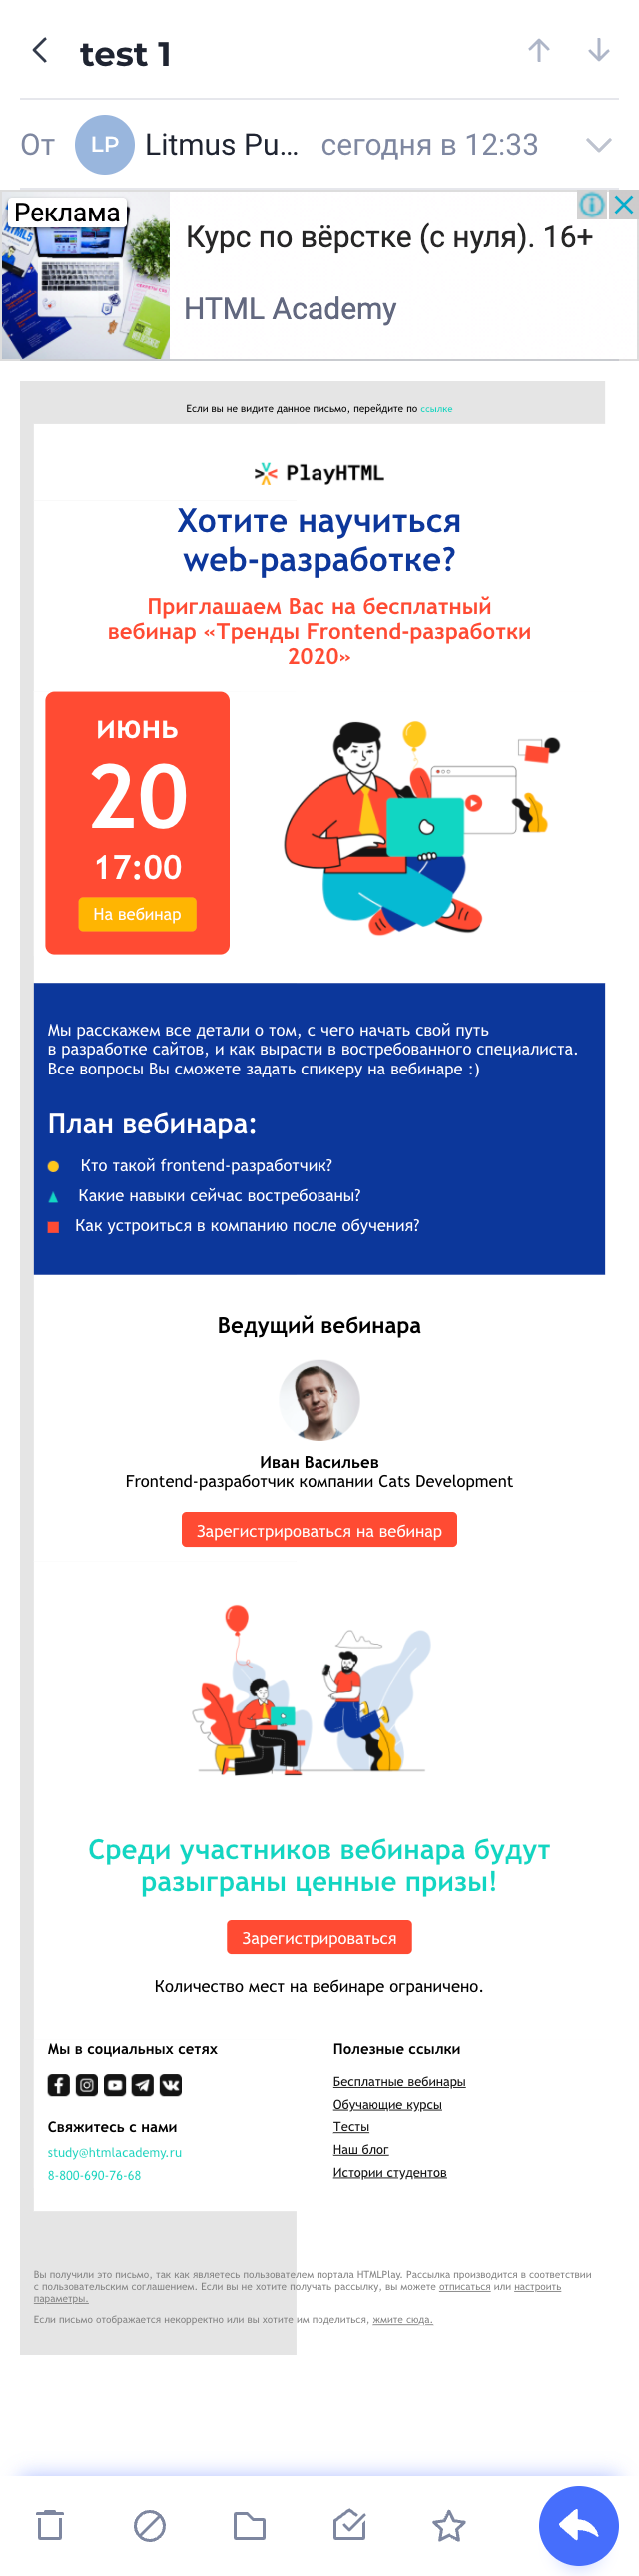 test 1
От LP Litmus Pu... сегодня в 12:33
Реклама
Курс по вёрстке (с нуля). 16+
HTML Academy
Если вы не видите данное письмо, перейдите по ссылке
PlayHTML
Хотите научиться
web-разработке?
Приглашаем Вас на бесплатный
вебинар «Тренды Frontend-разработки
2020»
июнь
20
17:00
На вебинар
Мы расскажем все детали о том, с чего начать свой путь
в разработке сайтов, и как вырасти в востребованного специалиста.
Все вопросы Вы сможете задать спикеру на вебинаре :)
План вебинара:
Кто такой frontend-разработчик?
Какие навыки сейчас востребованы?
Как устроиться в компанию после обучения?
Ведущий вебинара
Иван Васильев
Frontend-разработчик компании Cats Development
Зарегистрироваться на вебинар
Среди участников вебинара будут
разыграны ценные призы!
Зарегистрироваться
Количество мест на вебинаре ограничено.
Мы в социальных сетях
Свяжитесь с нами
study@htmlacademy.ru
8-800-690-76-68
Полезные ссылки
Бесплатные вебинары
Обучающие курсы
Тесты
Наш блог
Истории студентов
Вы получили это письмо, так как являетесь пользователем портала HTMLPlay. Рассылка производится в соответствии
с пользовательским соглашением. Если вы не хотите получать рассылку, вы можете отписаться или настроить
параметры.
Если письмо отображается некорректно или вы хотите им поделиться, жмите сюда.